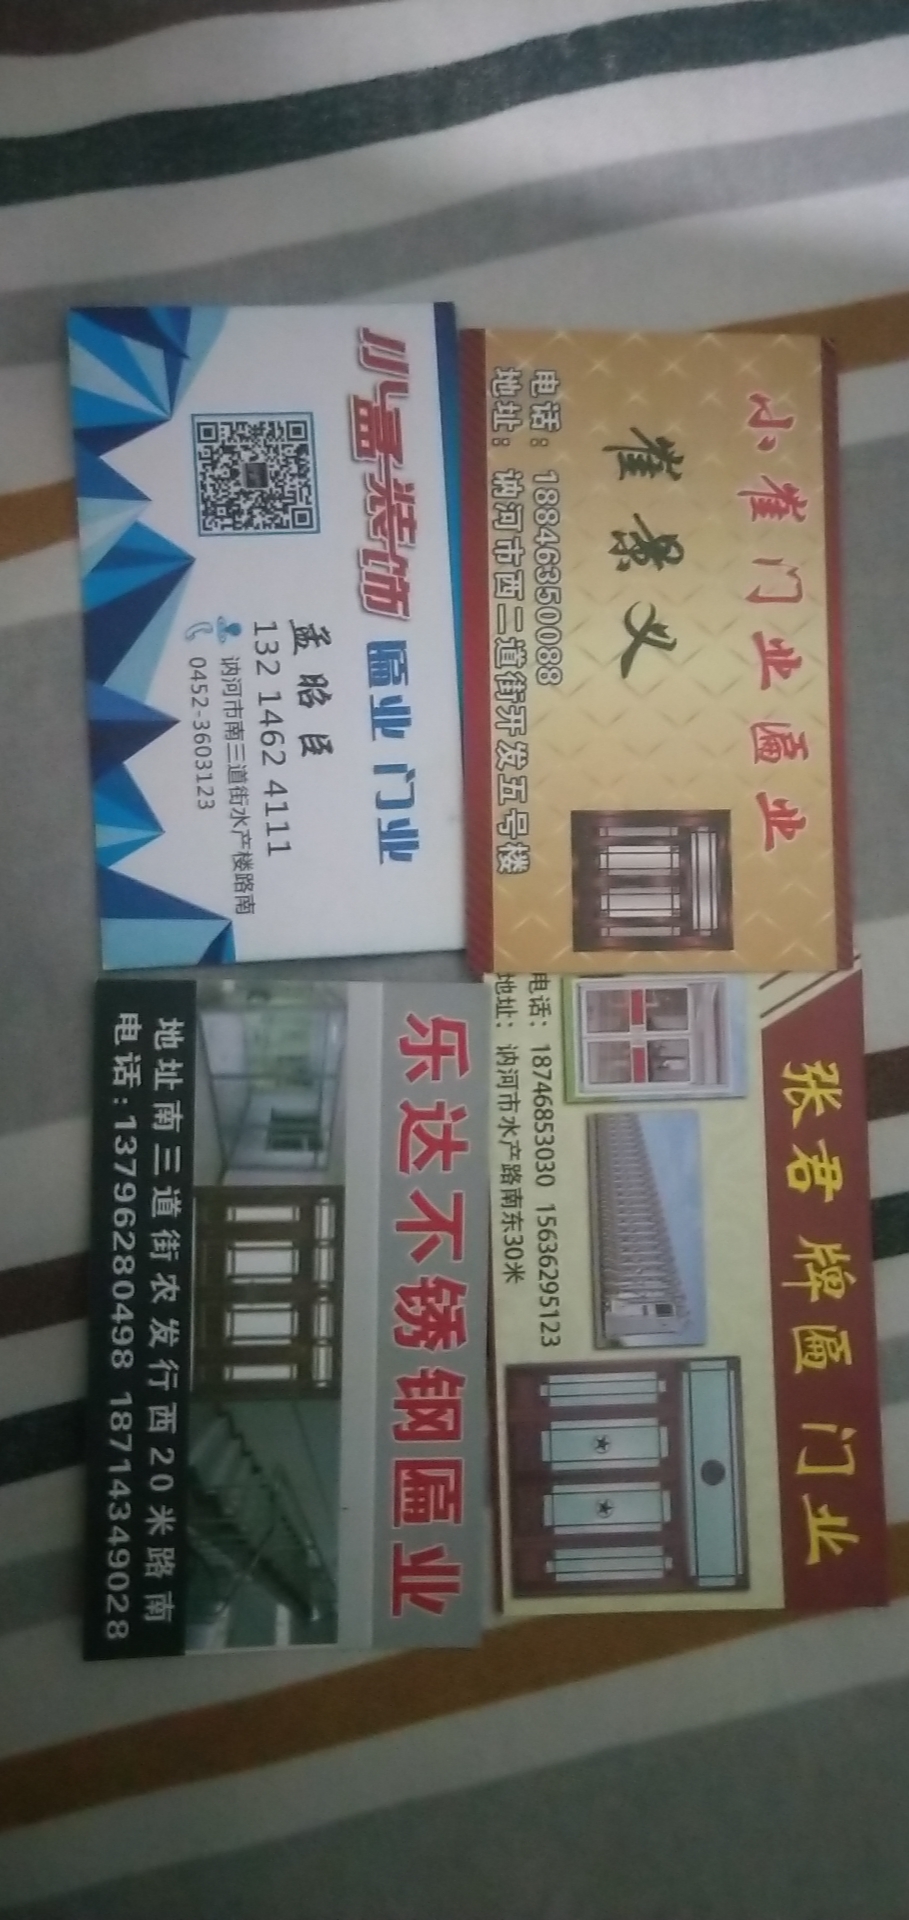 小孟装饰 匾业 门业
孟昭臣
132 1462 4111
讷河市南三道街水产楼路南
0452-3603123
小崔门业匾业
崔景义
电话：18846350088
地址：讷河市西二道街开发五号楼
乐达不锈钢匾业
地址南三道街农发行西20米路南
电话:13796280498 18714349028
张君牌匾 门业
电话：18746853030 15636295123
地址：讷河市水产路南东30米